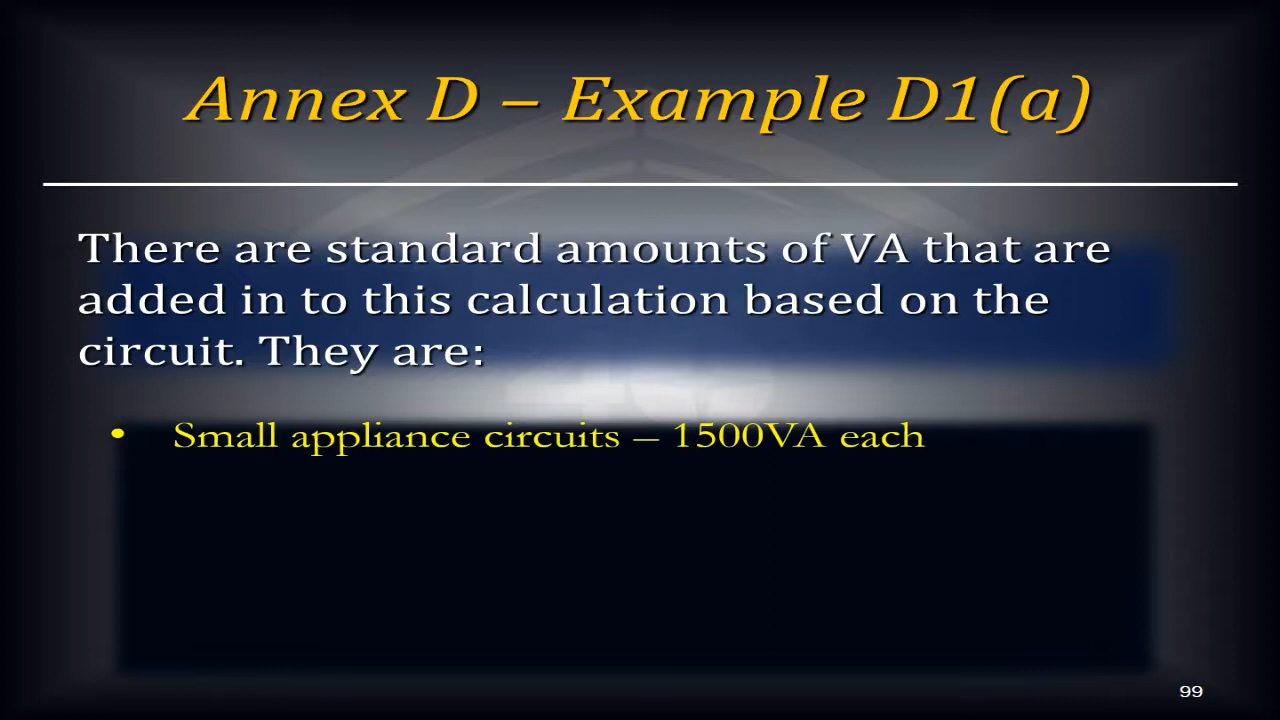 Annex D – Example D1(a)
There are standard amounts of VA that are
added in to this calculation based on the
circuit. They are:
• Small appliance circuits – 1500VA each
99